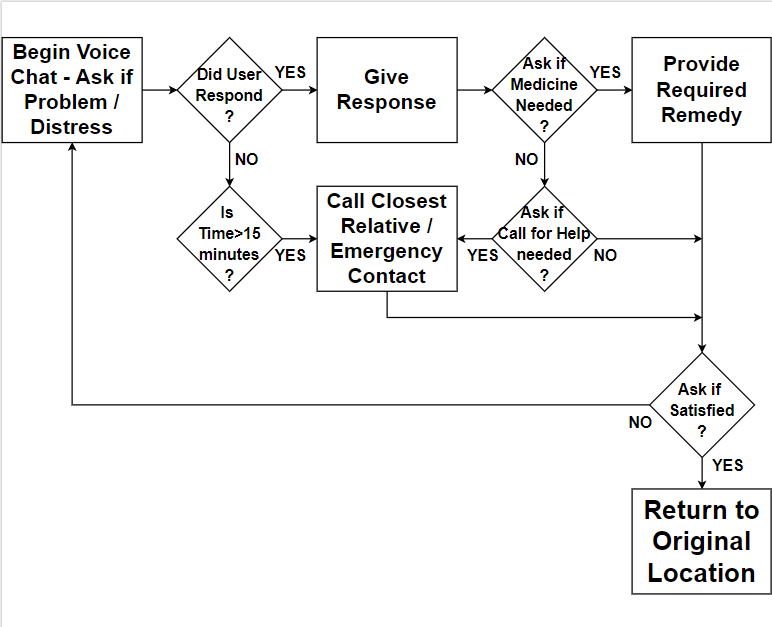 Begin Voice
Chat - Ask if
Problem /
Distress
Did User
Respond
?
YES
Give
Response
Ask if
Medicine
Needed
?
YES
Provide
Required
Remedy
NO
NO
Is
Time>15
minutes
?
YES
Call Closest
Relative /
Emergency
Contact
YES
Ask if
Call for Help
needed
?
NO
Ask if
Satisfied
?
NO
YES
Return to
Original
Location